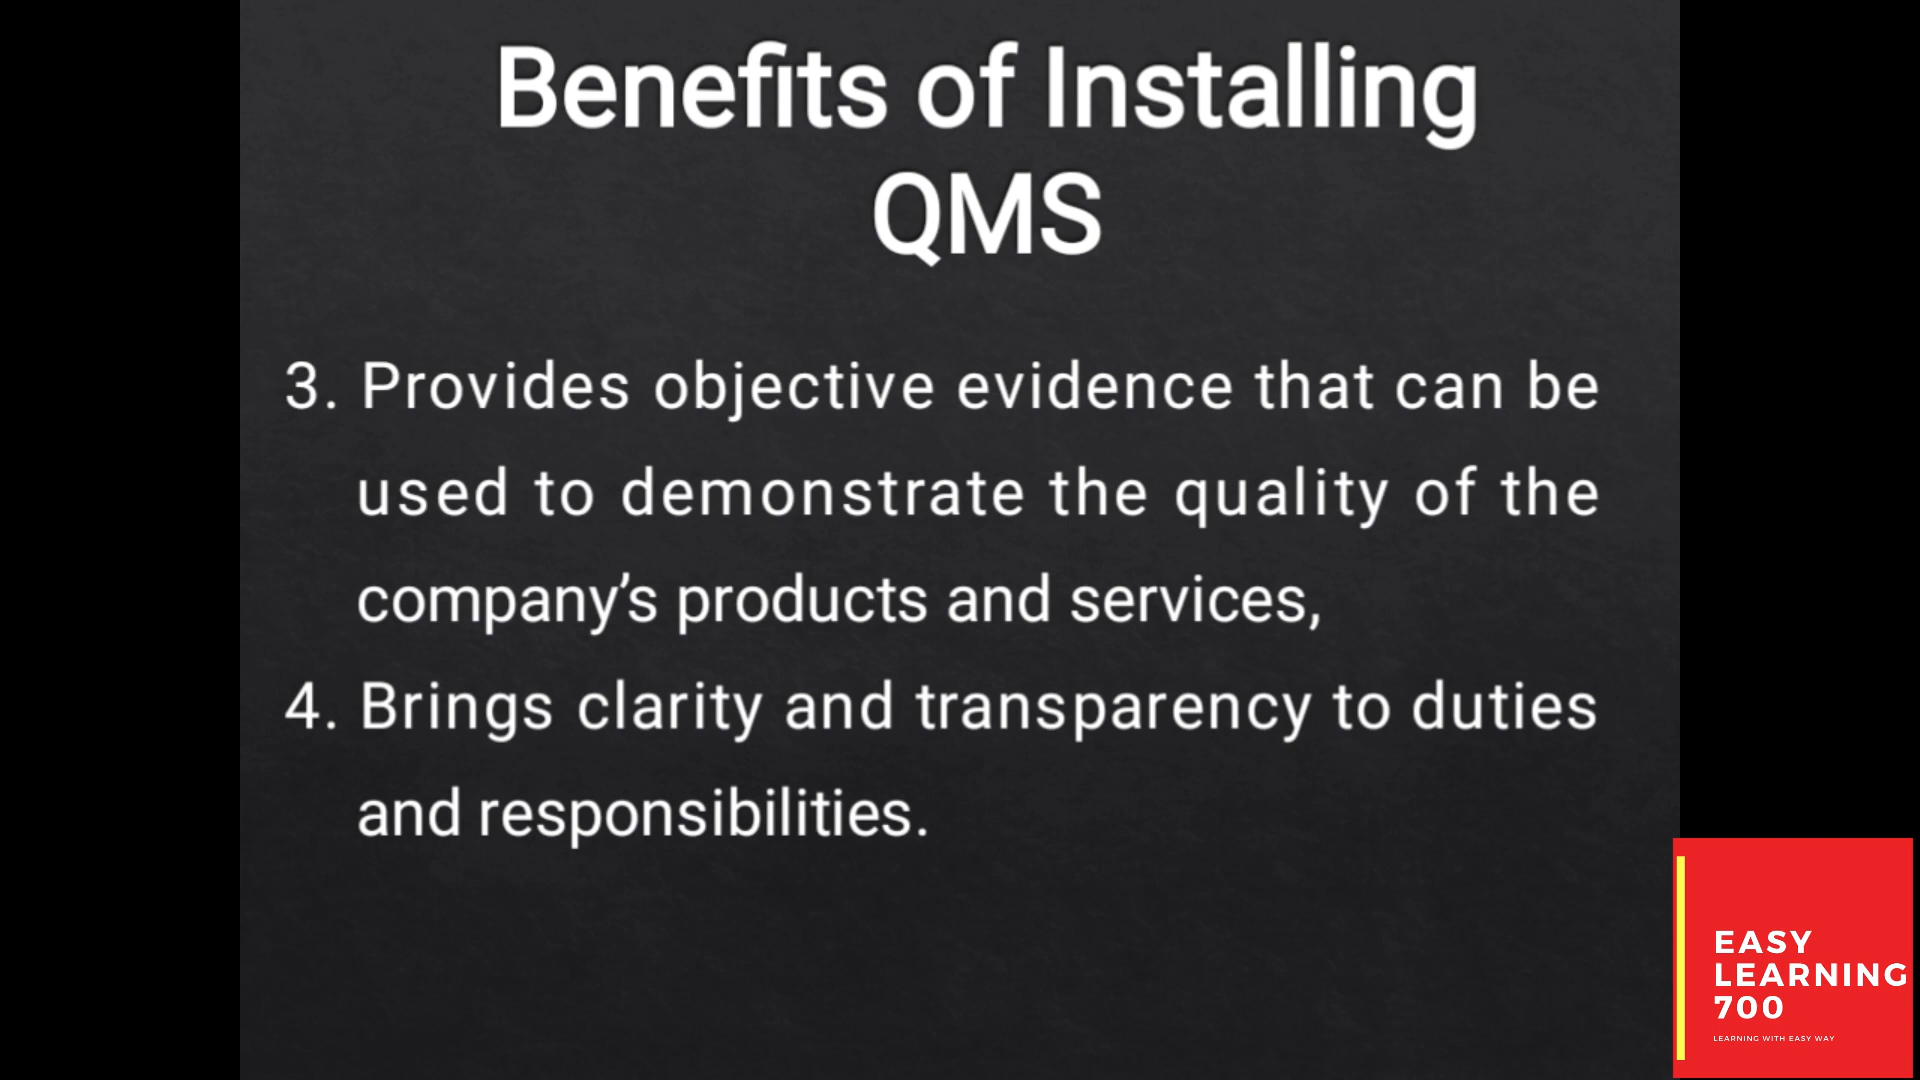 Benefits of Installing
QMS
3. Provides objective evidence that can be
used to demonstrate the quality of the
company’s products and services,
4. Brings clarity and transparency to duties
and responsibilities.
EASY
LEARNING
700
LEARNING WITH EASY WAY